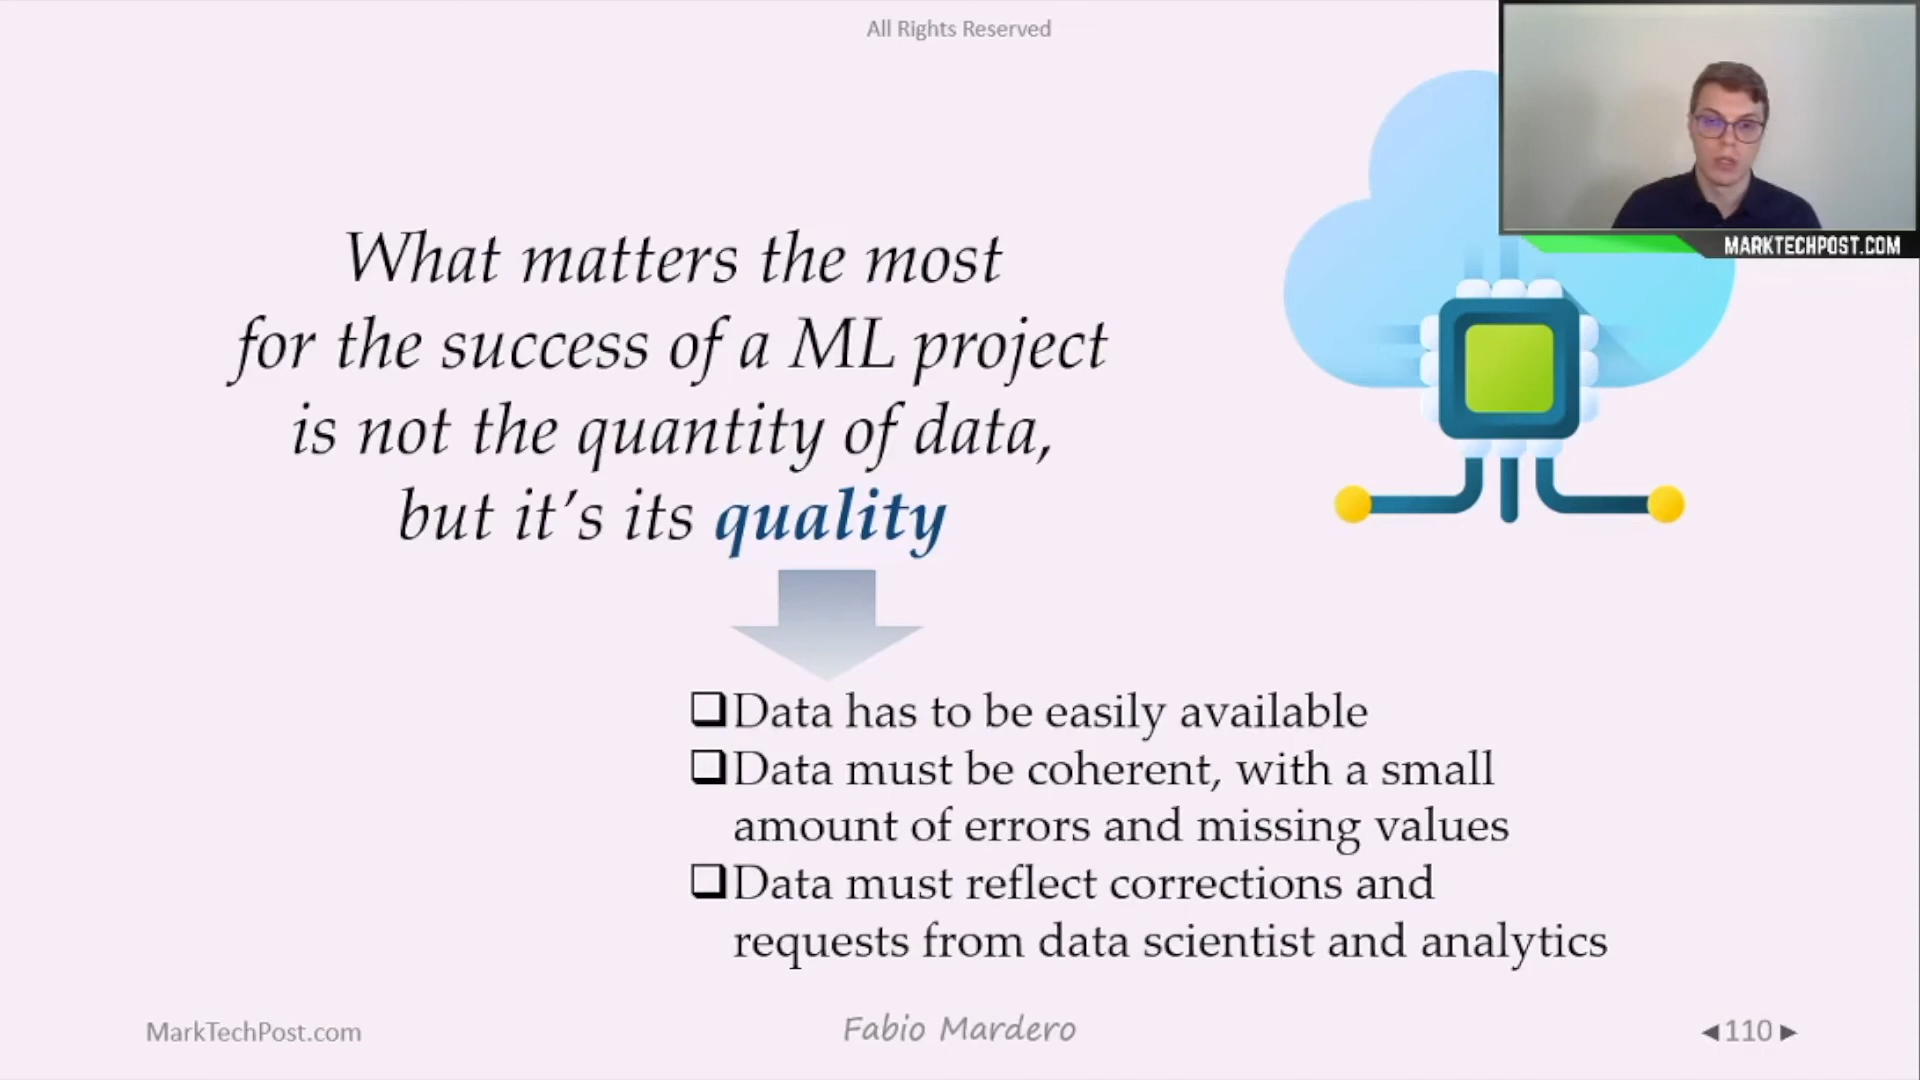 All Rights Reserved
MARKTECHPOST.COM
What matters the most
for the success of a ML project
is not the quantity of data,
but it's its quality
❑Data has to be easily available
❑Data must be coherent, with a small
amount of errors and missing values
❑Data must reflect corrections and
requests from data scientist and analytics
MarkTechPost.com
Fabio Mardero
◀110▶